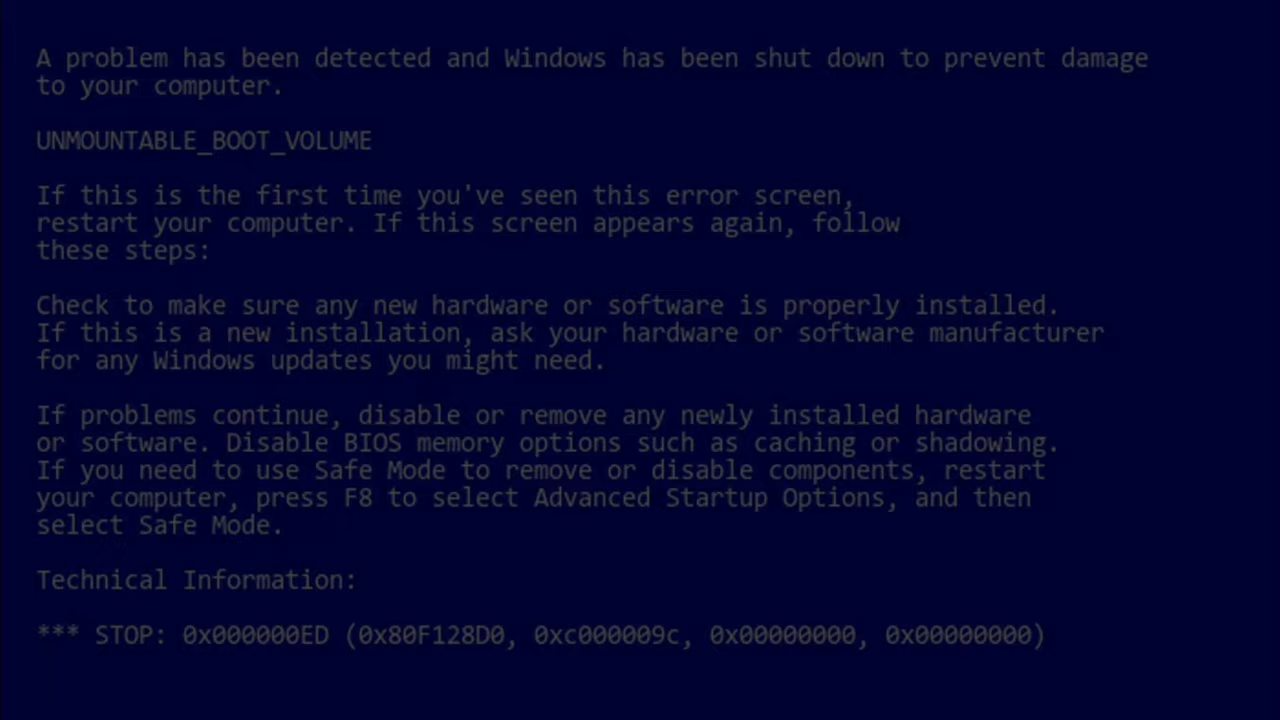 A problem has been detected and Windows has been shut down to prevent damage
to your computer.
UNMOUNTABLE_BOOT_VOLUME
If this is the first time you've seen this error screen,
restart your computer. If this screen appears again, follow
these steps:
Check to make sure any new hardware or software is properly installed.
If this is a new installation, ask your hardware or software manufacturer
for any Windows updates you might need.
If problems continue, disable or remove any newly installed hardware
or software. Disable BIOS memory options such as caching or shadowing.
If you need to use Safe Mode to remove or disable components, restart
your computer, press F8 to select Advanced Startup Options, and then
select Safe Mode.
Technical Information:
*** STOP: 0x000000ED (0x80F128D0, 0xc000009c, 0x00000000, 0x00000000)